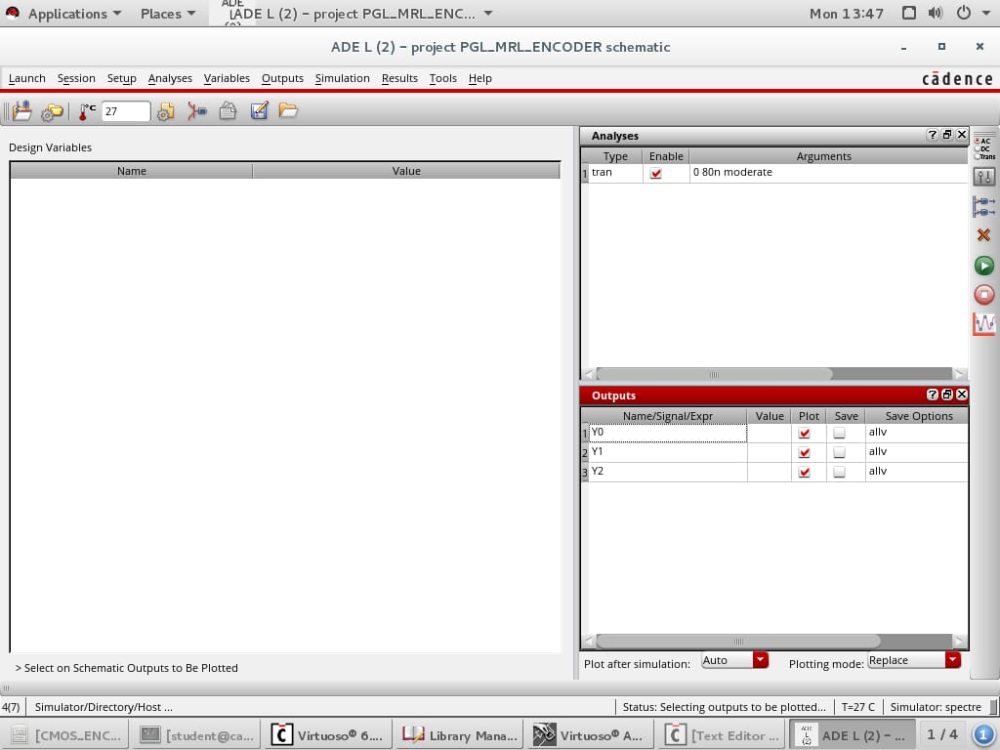 Applications Places ADE L (2) – project PGL_MRL_ENC... Mon 13:47
ADE L (2) – project PGL_MRL_ENCODER schematic
Launch Session Setup Analyses Variables Outputs Simulation Results Tools Help cādence
°C 27
Design Variables
Name Value
Analyses
Type Enable Arguments
1 tran 0 80n moderate
AC
DC
Trans
Outputs
Name/Signal/Expr Value Plot Save Save Options
1 Y0 allv
2 Y1 allv
3 Y2 allv
> Select on Schematic Outputs to Be Plotted
Plot after simulation: Auto Plotting mode: Replace
4(7) Simulator/Directory/Host ... Status: Selecting outputs to be plotted... T=27 C Simulator: spectre
[CMOS_ENC... [student@ca... Virtuoso® 6.... Library Mana... Virtuoso® A... [Text Editor ... ADE L (2) – ... 1 / 4 1